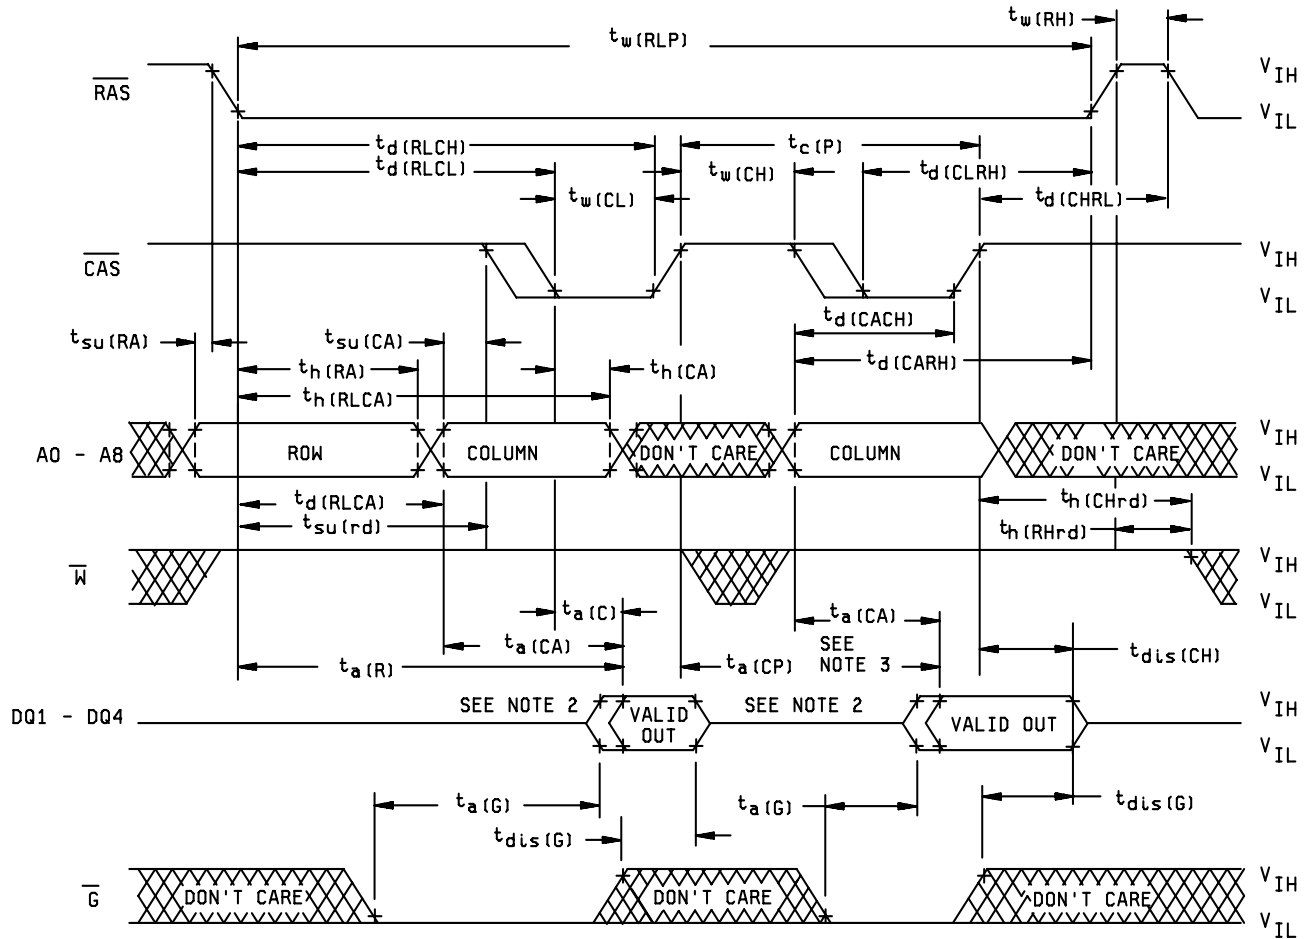 tw(RH)
tw(RLP)
RAS
VIH
VIL
td(RLCH)
tc(P)
td(RLCL)
tw(CH)
td(CLRH)
tw(CL)
td(CHRL)
CAS
VIH
VIL
td(CACH)
tsu(RA)
tsu(CA)
td(CARH)
th(RA)
th(CA)
th(RLCA)
A0 - A8
ROW
COLUMN
DON'T CARE
COLUMN
DON'T CARE
VIH
VIL
td(RLCA)
th(CHrd)
tsu(rd)
th(RHrd)
W
VIH
VIL
ta(C)
ta(CA)
ta(CA)
SEE
NOTE 3
ta(R)
ta(CP)
tdis(CH)
DQ1 - DQ4
SEE NOTE 2
VALID
OUT
SEE NOTE 2
VALID OUT
VIH
VIL
ta(G)
ta(G)
tdis(G)
tdis(G)
G
DON'T CARE
DON'T CARE
DON'T CARE
VIH
VIL